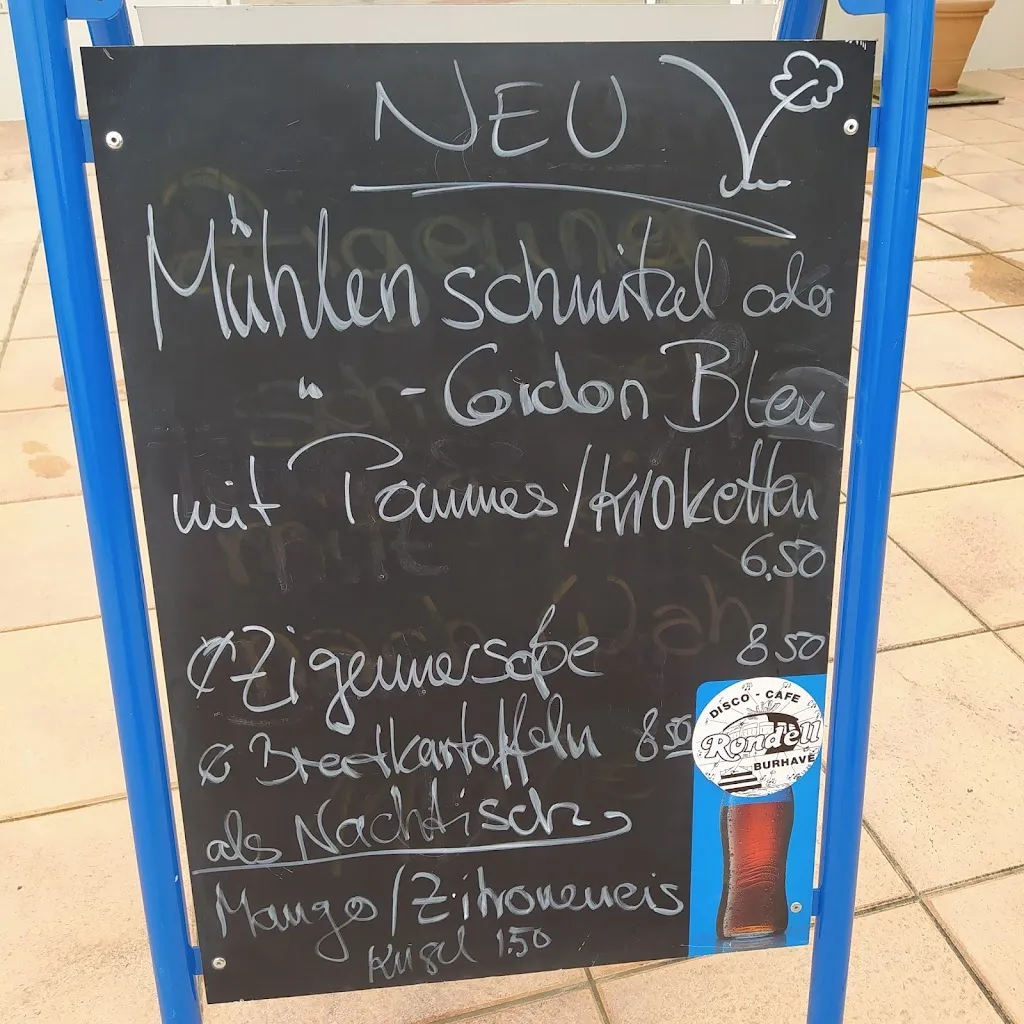 NEU
Mühlenschnitzel oder
" - Cordon Bleu
mit Pommes/Kroketten
6,50
Zigeunersoße 8 50
Bratkartoffeln 8 50
als Nachtisch
Mango/Zitroneneis
Kugel 1 50
DISCO - CAFE
Rondell
BURHAVE